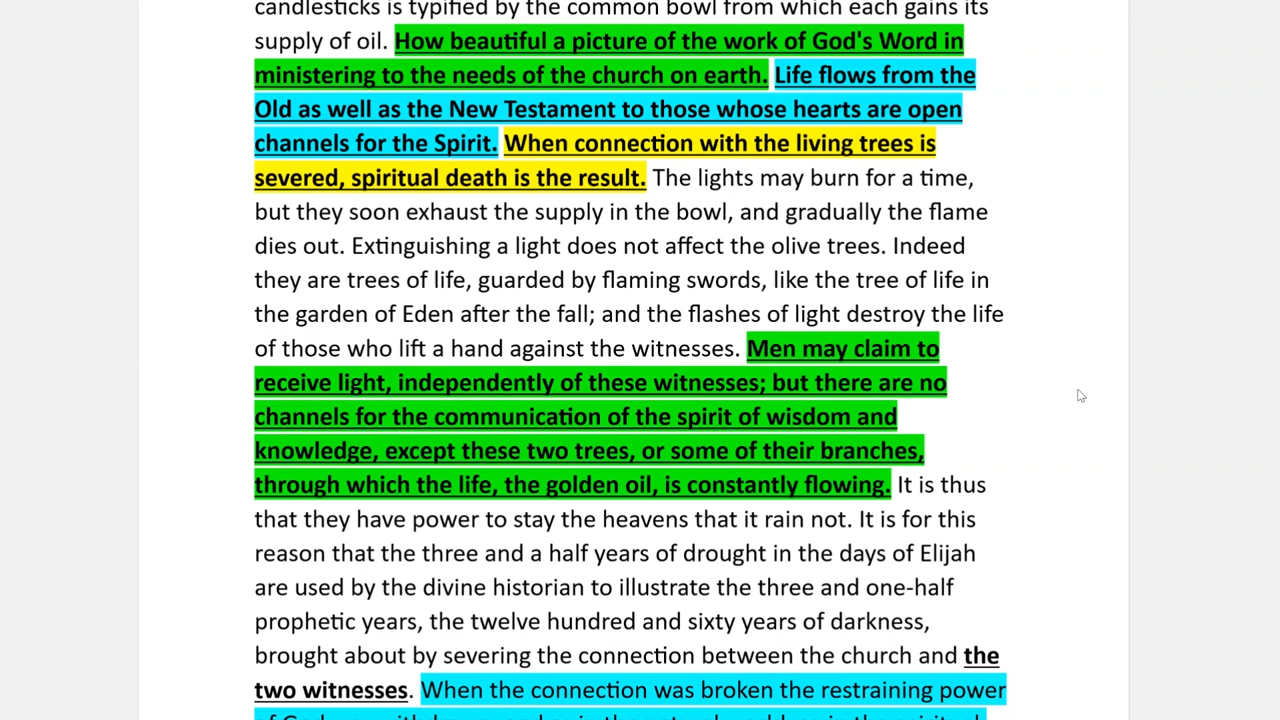 candlesticks is typified by the common bowl from which each gains its
supply of oil. How beautiful a picture of the work of God's Word in
ministering to the needs of the church on earth. Life flows from the
Old as well as the New Testament to those whose hearts are open
channels for the Spirit. When connection with the living trees is
severed, spiritual death is the result. The lights may burn for a time,
but they soon exhaust the supply in the bowl, and gradually the flame
dies out. Extinguishing a light does not affect the olive trees. Indeed
they are trees of life, guarded by flaming swords, like the tree of life in
the garden of Eden after the fall; and the flashes of light destroy the life
of those who lift a hand against the witnesses. Men may claim to
receive light, independently of these witnesses; but there are no
channels for the communication of the spirit of wisdom and
knowledge, except these two trees, or some of their branches,
through which the life, the golden oil, is constantly flowing. It is thus
that they have power to stay the heavens that it rain not. It is for this
reason that the three and a half years of drought in the days of Elijah
are used by the divine historian to illustrate the three and one-half
prophetic years, the twelve hundred and sixty years of darkness,
brought about by severing the connection between the church and the
two witnesses. When the connection was broken the restraining power